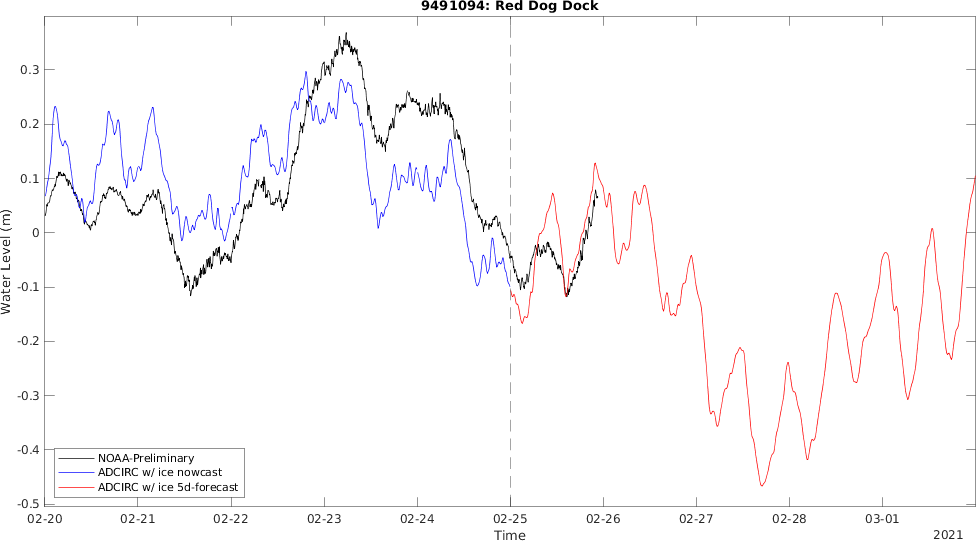 9491094: Red Dog Dock
0.3
0.2
0.1
0
-0.1
-0.2
-0.3
-0.4
-0.5
Water Level (m)
NOAA-Preliminary
ADCIRC w/ ice nowcast
ADCIRC w/ ice 5d-forecast
02-20 02-21 02-22 02-23 02-24 02-25 02-26 02-27 02-28 03-01
Time
2021